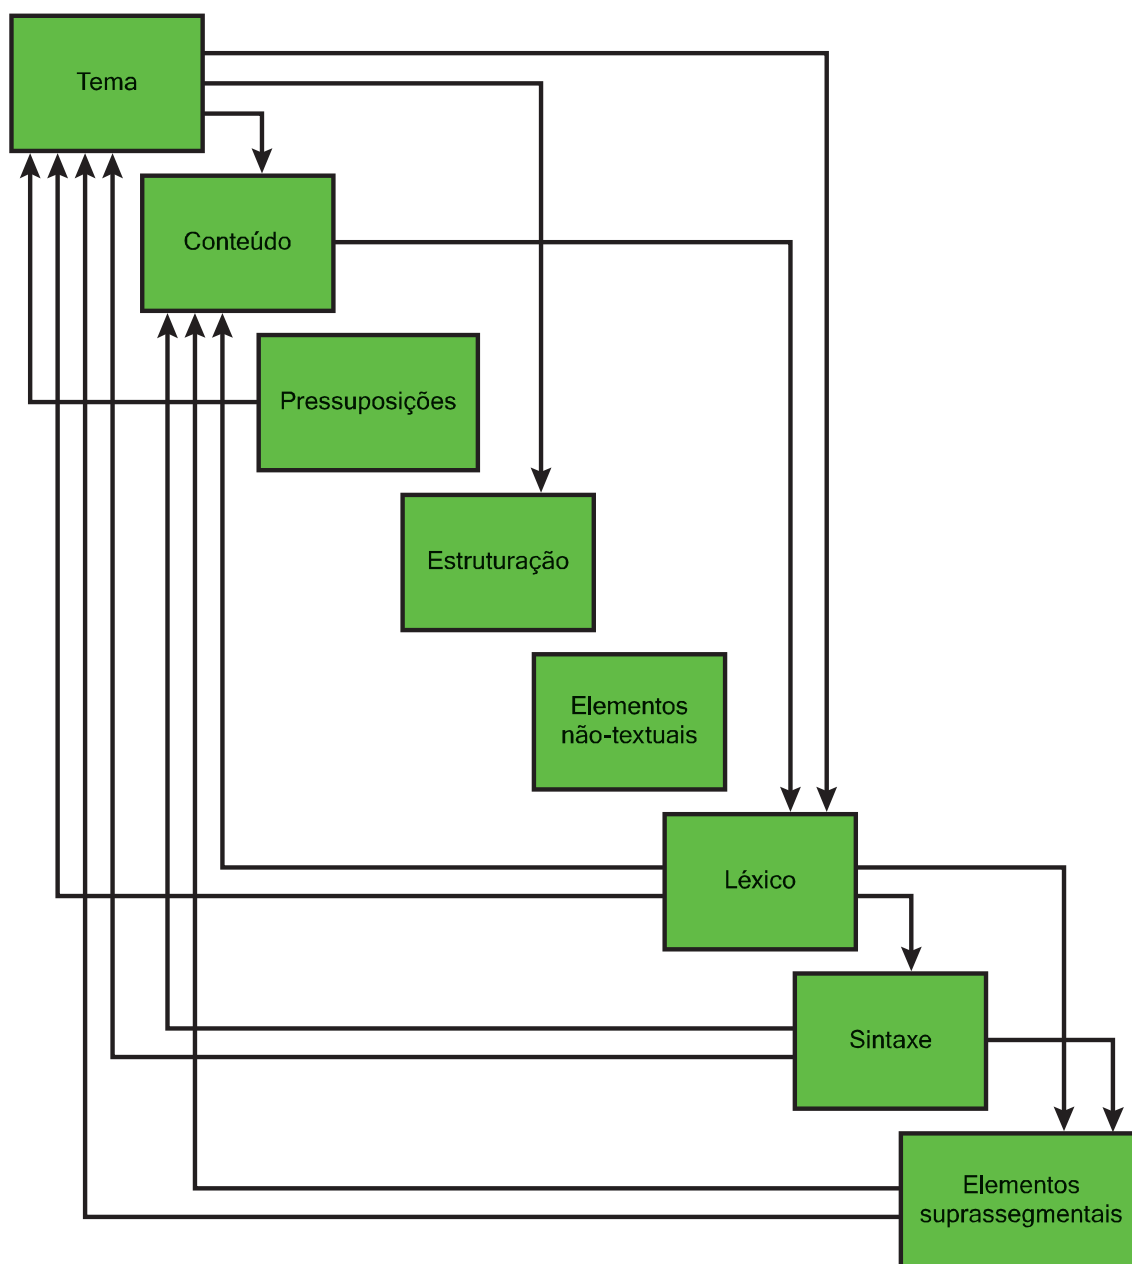 Tema
Conteúdo
Pressuposições
Estruturação
Elementos
não-textuais
Léxico
Sintaxe
Elementos
suprassegmentais